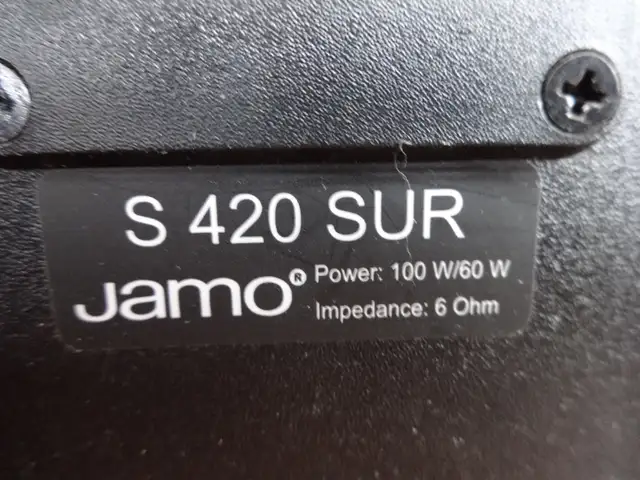 S 420 SUR
Jamo®
Power: 100 W/60 W
Impedance: 6 Ohm